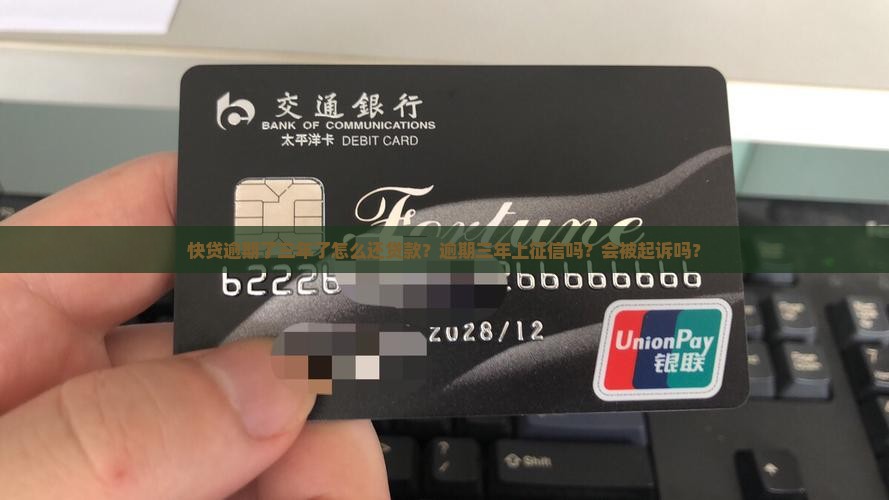 交通銀行
BANK OF COMMUNICATIONS
太平洋卡 DEBIT CARD
Fortune
快贷逾期了三年了怎么还款？逾期三年上征信吗？会被起诉吗？
62226 66666666
2028/12
UnionPay
银联
Shift